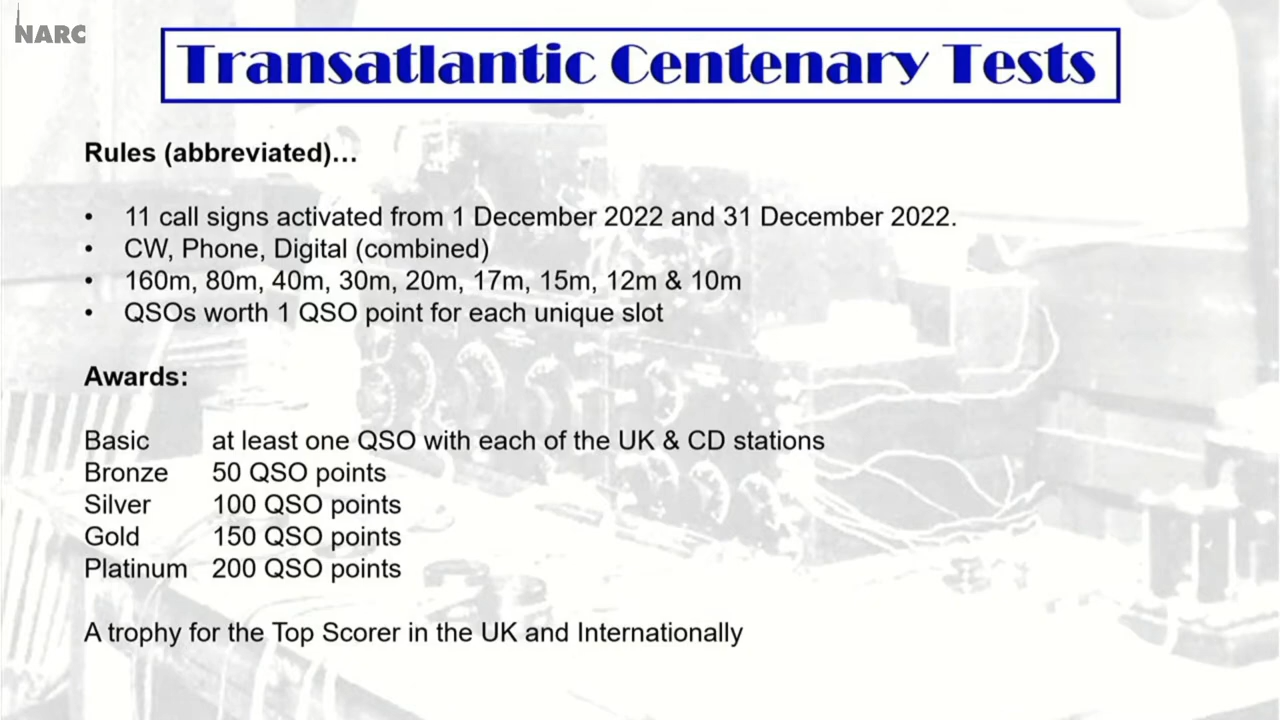 NARC
Transatlantic Centenary Tests
Rules (abbreviated)...
• 11 call signs activated from 1 December 2022 and 31 December 2022.
• CW, Phone, Digital (combined)
• 160m, 80m, 40m, 30m, 20m, 17m, 15m, 12m & 10m
• QSOs worth 1 QSO point for each unique slot
Awards:
Basic at least one QSO with each of the UK & CD stations
Bronze 50 QSO points
Silver 100 QSO points
Gold 150 QSO points
Platinum 200 QSO points
A trophy for the Top Scorer in the UK and Internationally